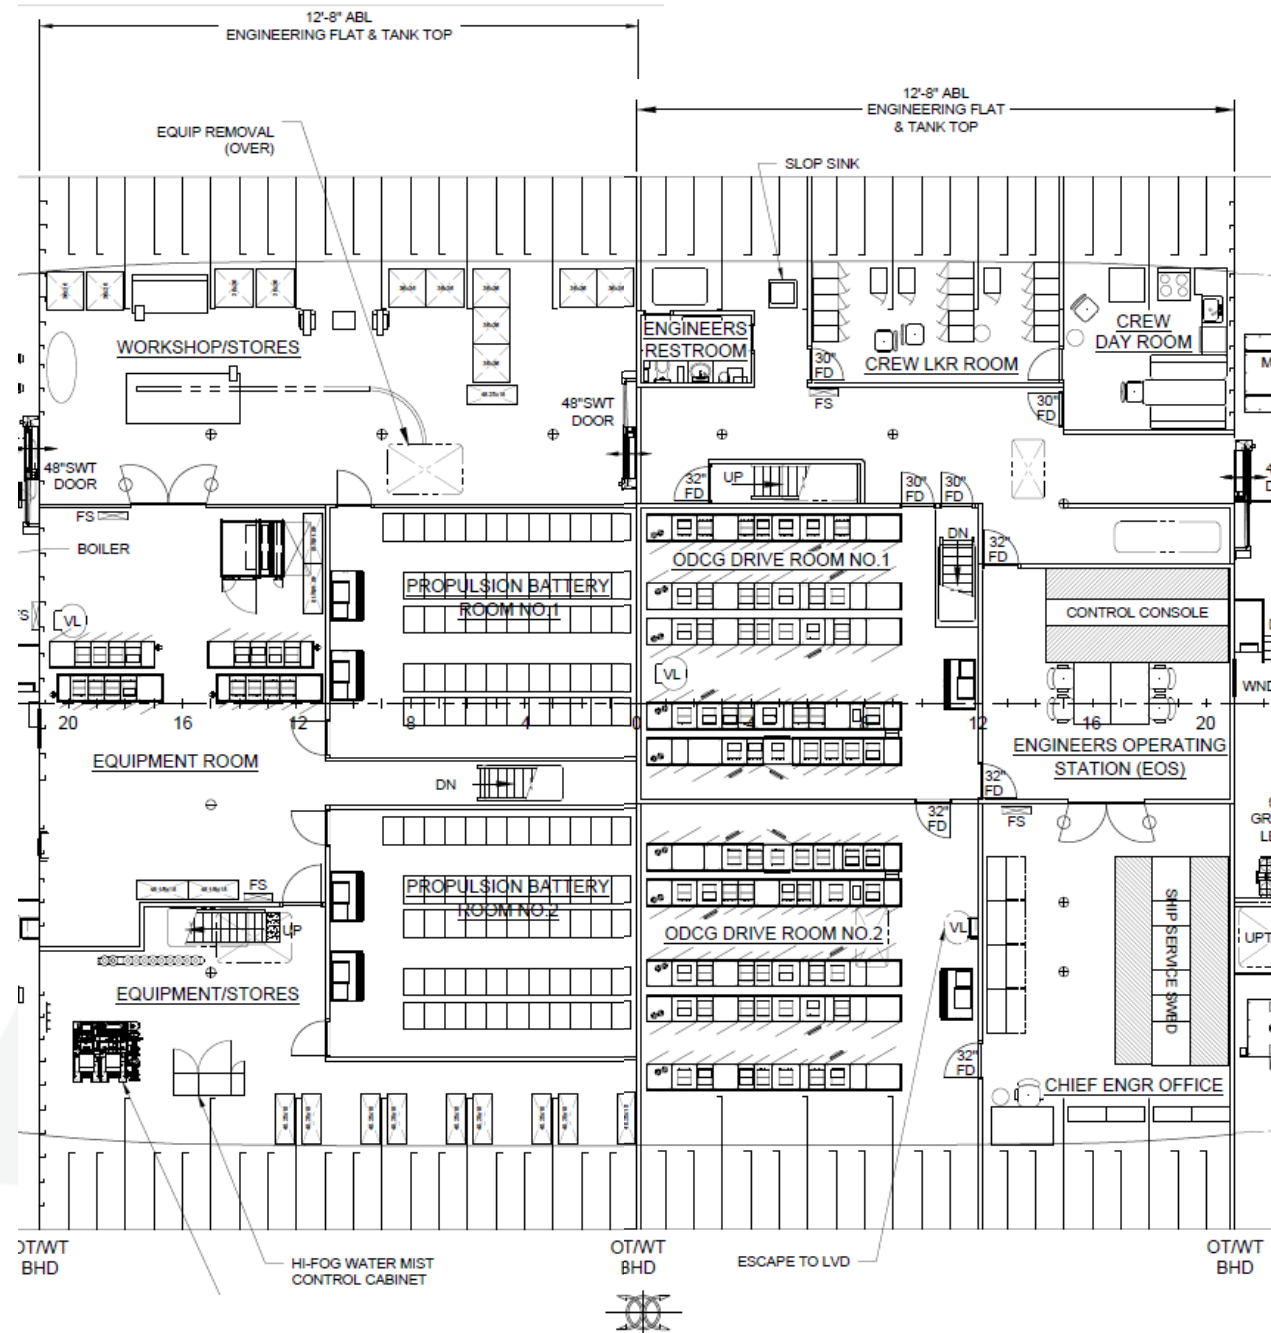 12'-8" ABL
ENGINEERING FLAT & TANK TOP
12'-8" ABL
ENGINEERING FLAT
& TANK TOP
EQUIP REMOVAL
(OVER)
SLOP SINK
WORKSHOP/STORES
ENGINEERS
RESTROOM
CREW LKR ROOM
CREW
DAY ROOM
30"
FD
FS
30"
FD
48"SWT
DOOR
48"SWT
DOOR
32"
FD
UP
30"
FD
30"
FD
FS
BOILER
VL
FS
PROPULSION BATTERY
ROOM NO.1
ODCG DRIVE ROOM NO.1
VL
DN
32"
FD
CONTROL CONSOLE
20
16
12
8
4
0
4
8
12
16
20
EQUIPMENT ROOM
DN
ENGINEERS OPERATING
STATION (EOS)
32"
FD
32"
FD
FS
PROPULSION BATTERY
ROOM NO.2
FS
UP
ODCG DRIVE ROOM NO.2
VL
SHIP SERVICE SWBD
EQUIPMENT/STORES
32"
FD
CHIEF ENGR OFFICE
OT/WT
BHD
HI-FOG WATER MIST
CONTROL CABINET
OT/WT
BHD
ESCAPE TO LVD
OT/WT
BHD